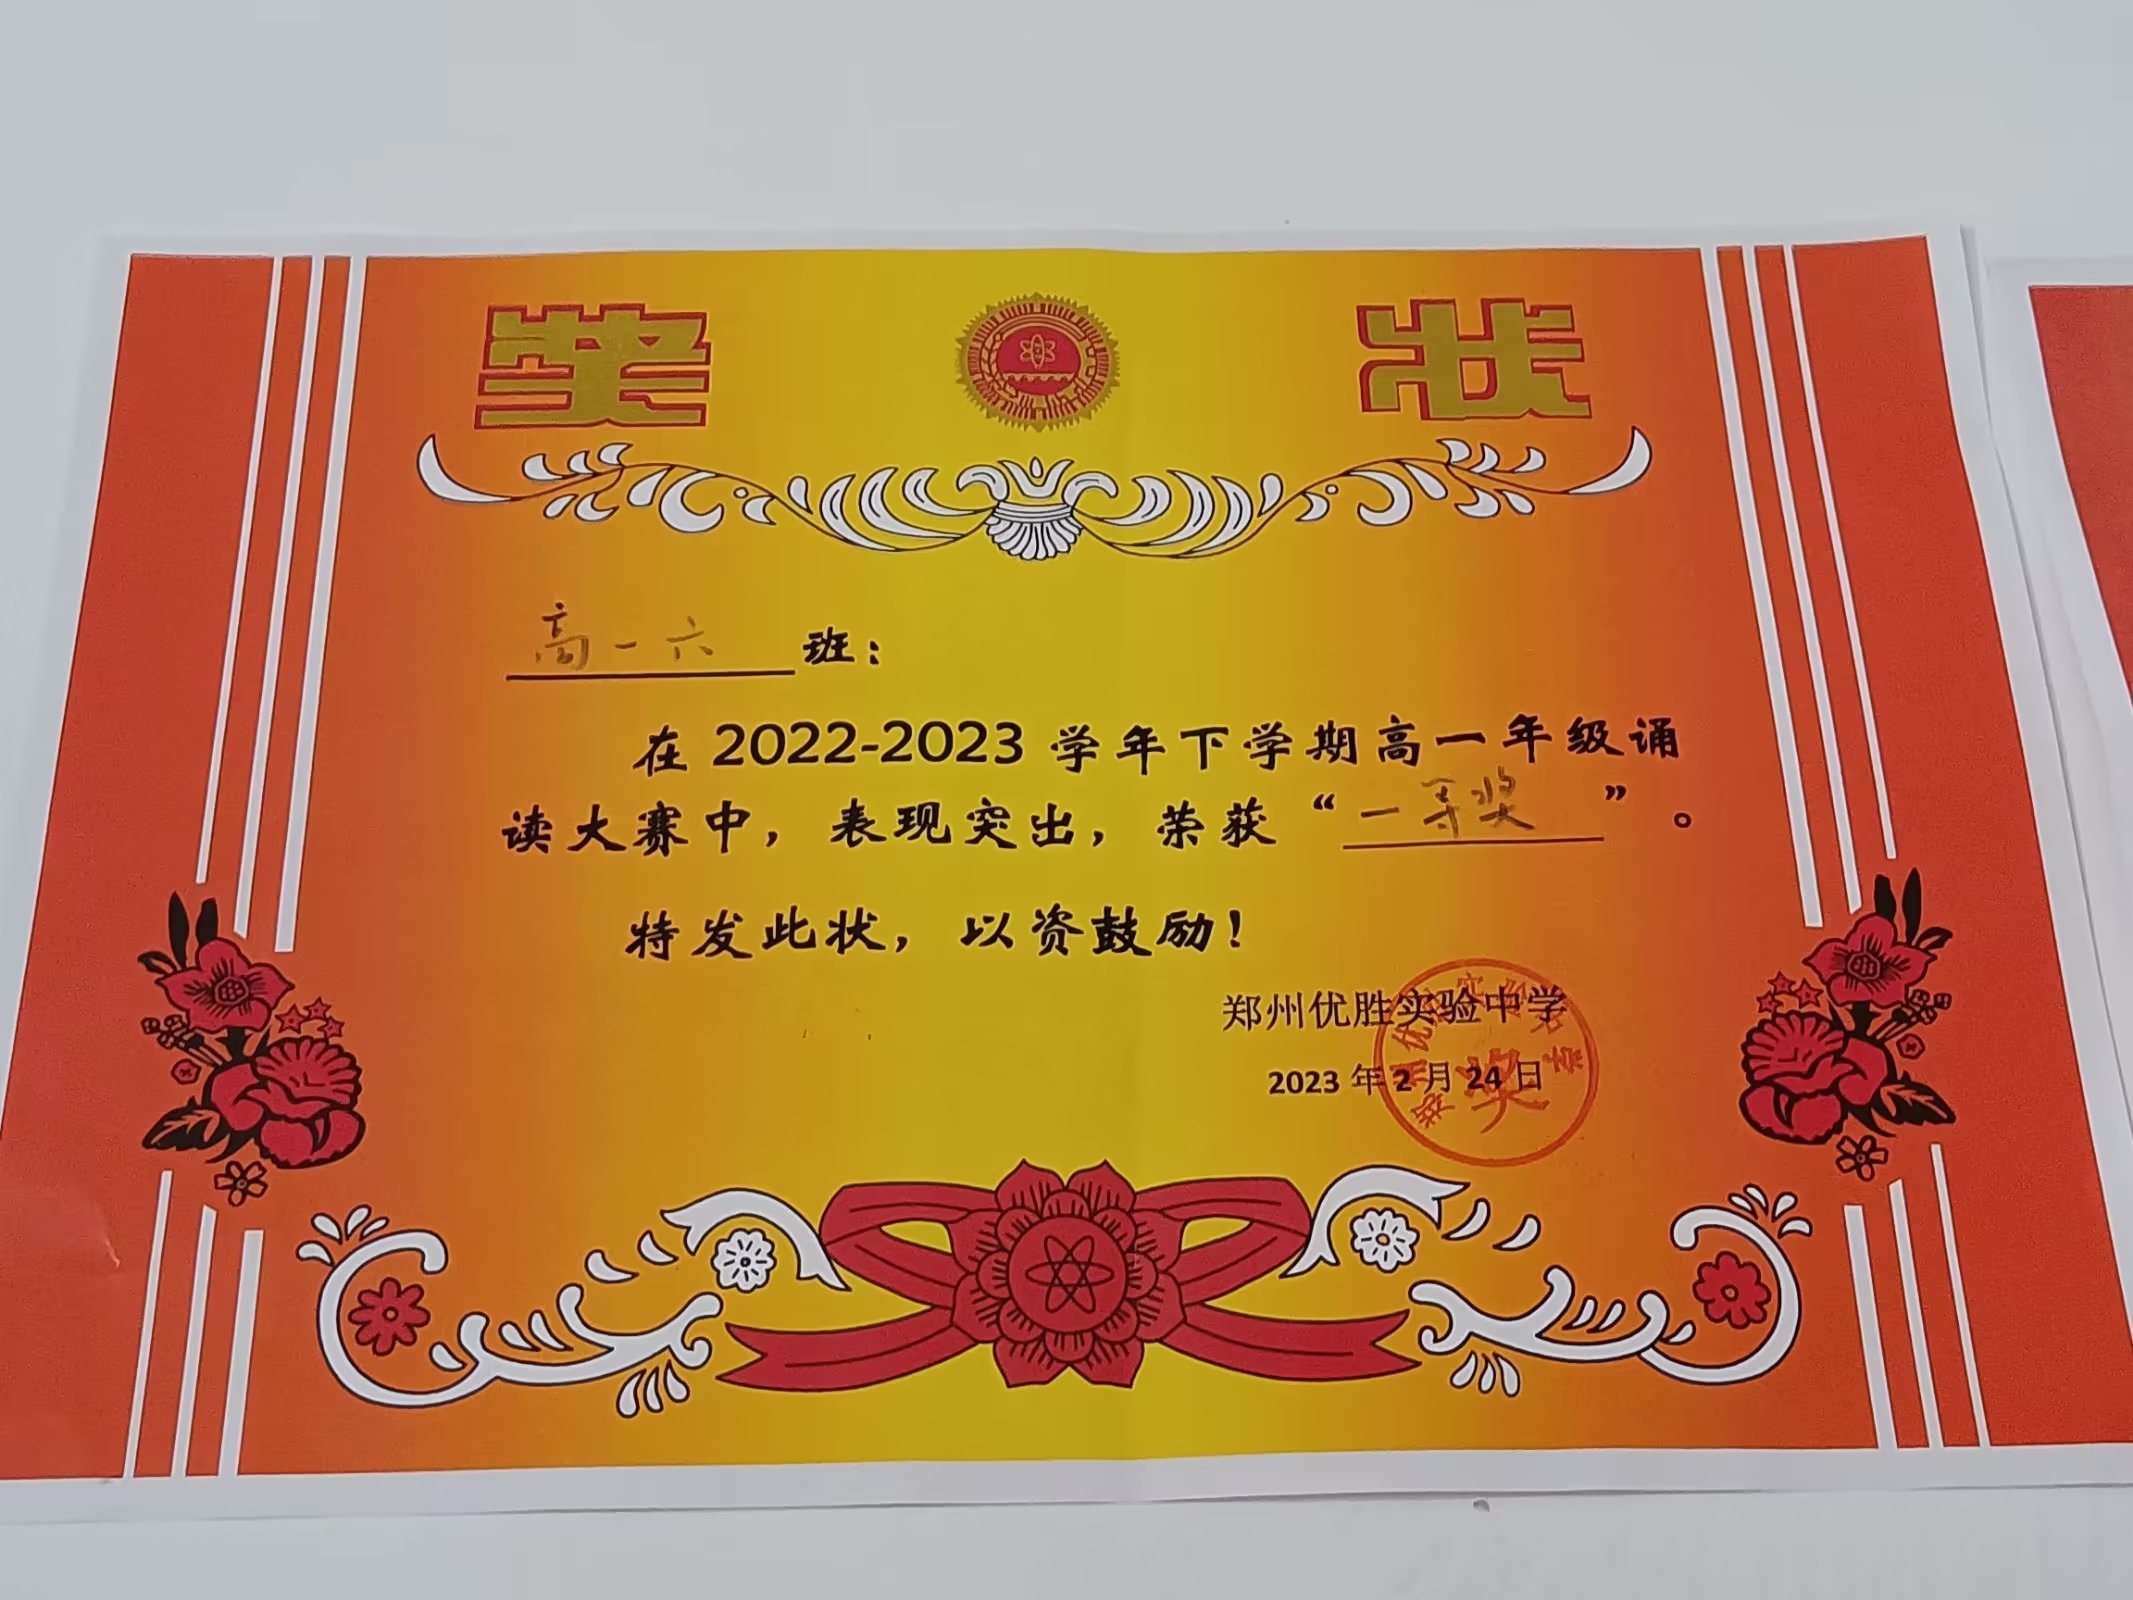 奖状
高一六班：
在 2022-2023 学年下学期高一年级诵
读大赛中，表现突出，荣获“一等奖”。
特发此状，以资鼓励！
郑州优胜实验中学
2023 年 2 月 24 日
奖